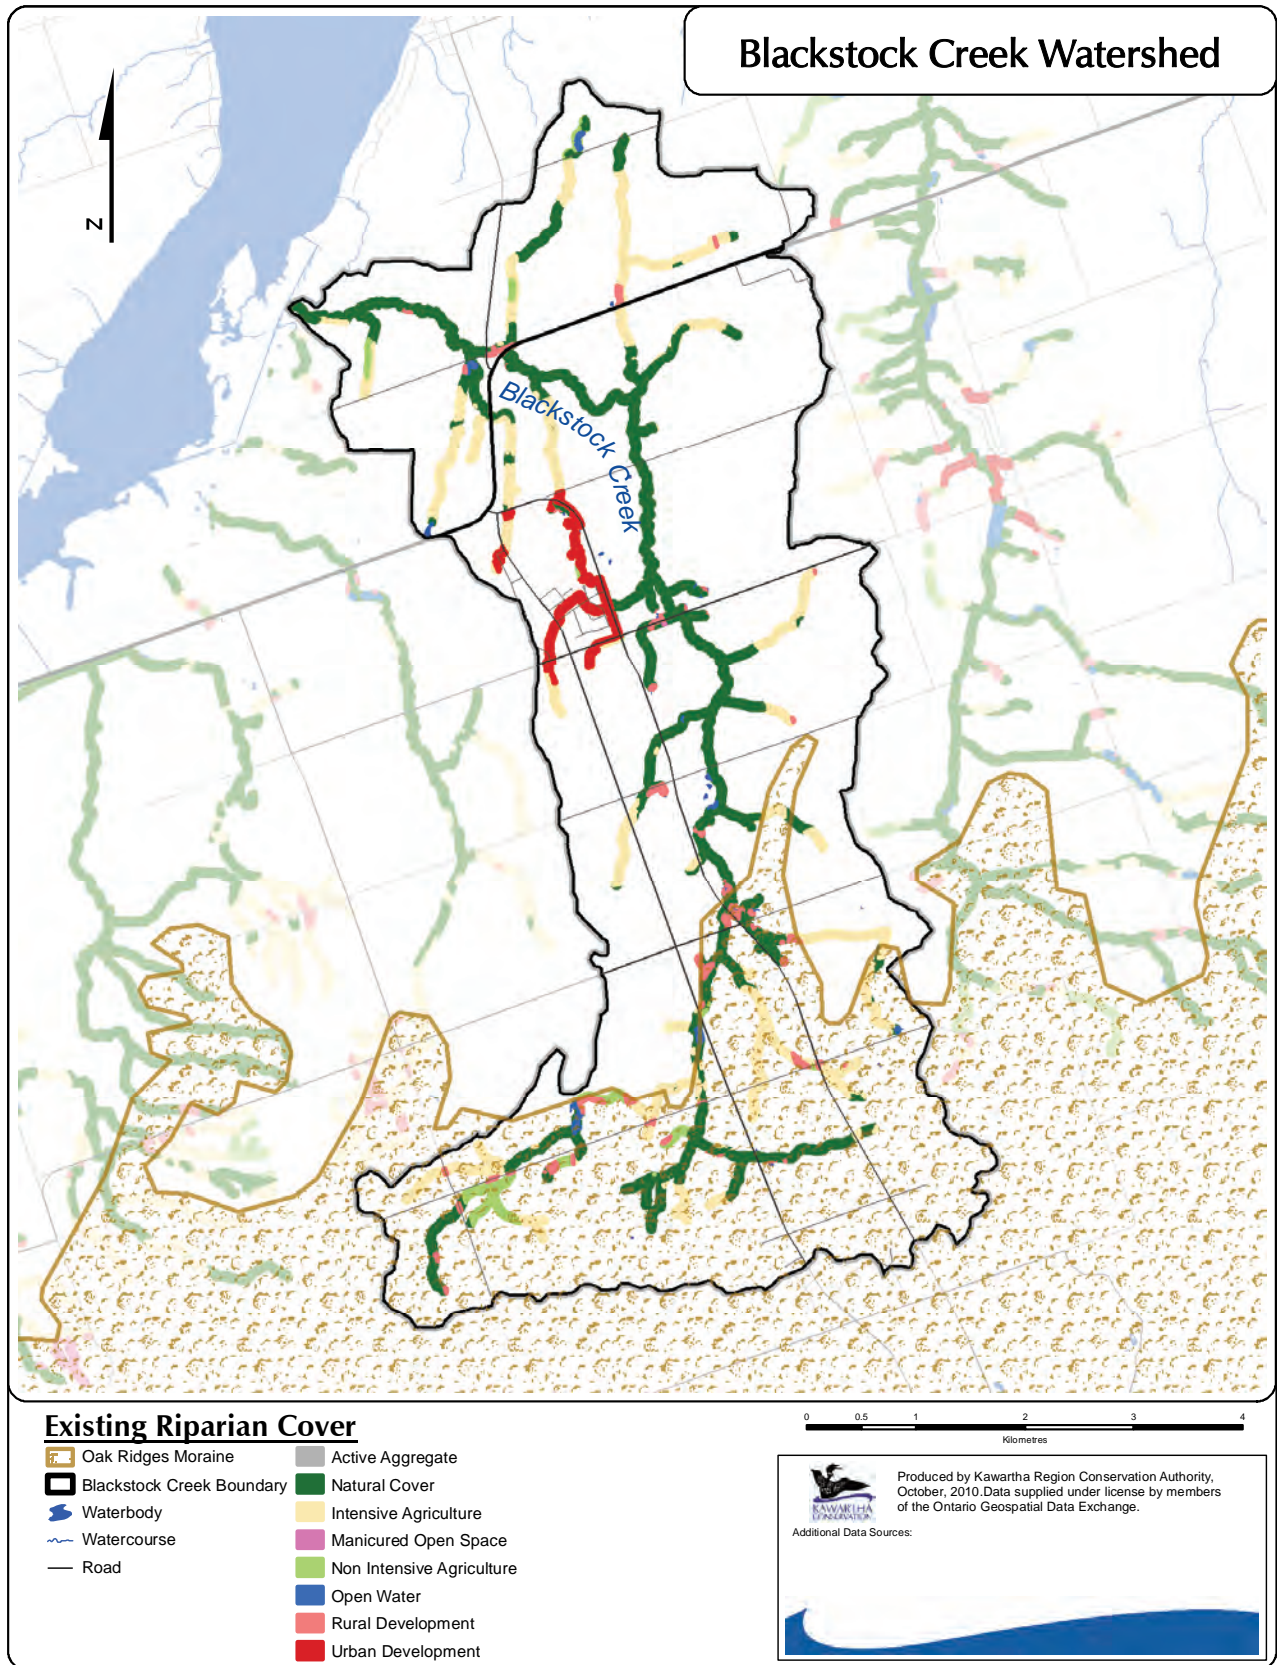 Blackstock Creek Watershed
N
Blackstock Creek
Existing Riparian Cover
Oak Ridges Moraine
Blackstock Creek Boundary
Waterbody
Watercourse
Road
Active Aggregate
Natural Cover
Intensive Agriculture
Manicured Open Space
Non Intensive Agriculture
Open Water
Rural Development
Urban Development
0 0.5 1 2 3 4
Kilometres
KAWARTHA
CONSERVATION
Produced by Kawartha Region Conservation Authority,
October, 2010.Data supplied under license by members
of the Ontario Geospatial Data Exchange.
Additional Data Sources: